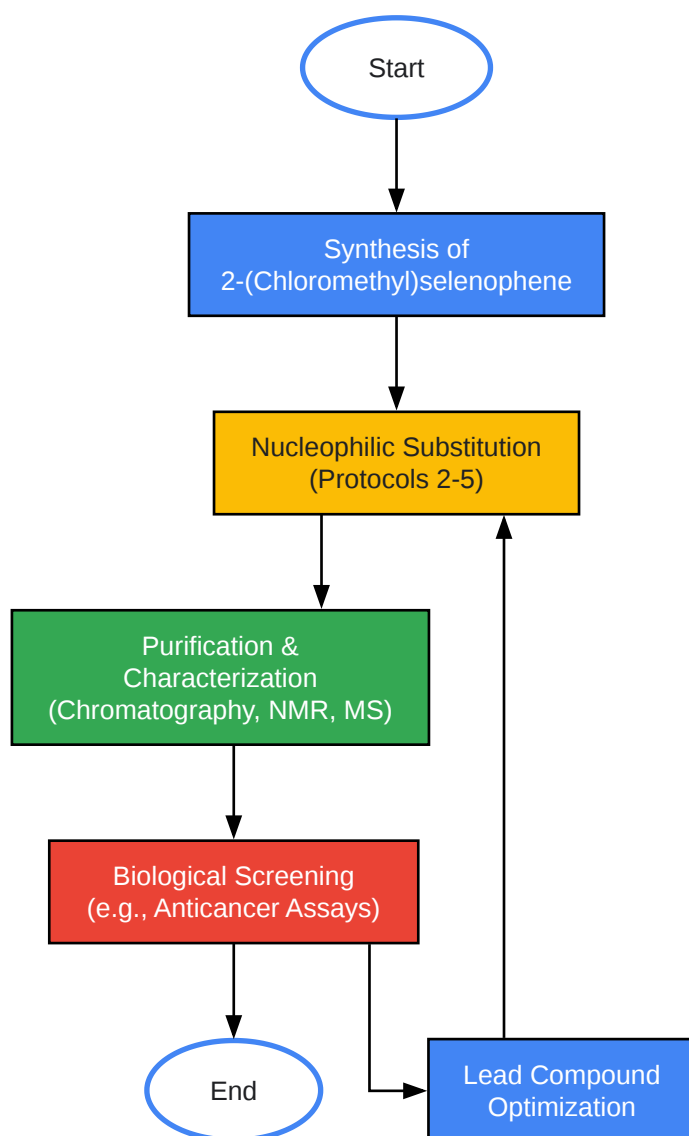 Start
Synthesis of
2-(Chloromethyl)selenophene
Nucleophilic Substitution
(Protocols 2-5)
Purification &
Characterization
(Chromatography, NMR, MS)
Biological Screening
(e.g., Anticancer Assays)
End
Lead Compound
Optimization